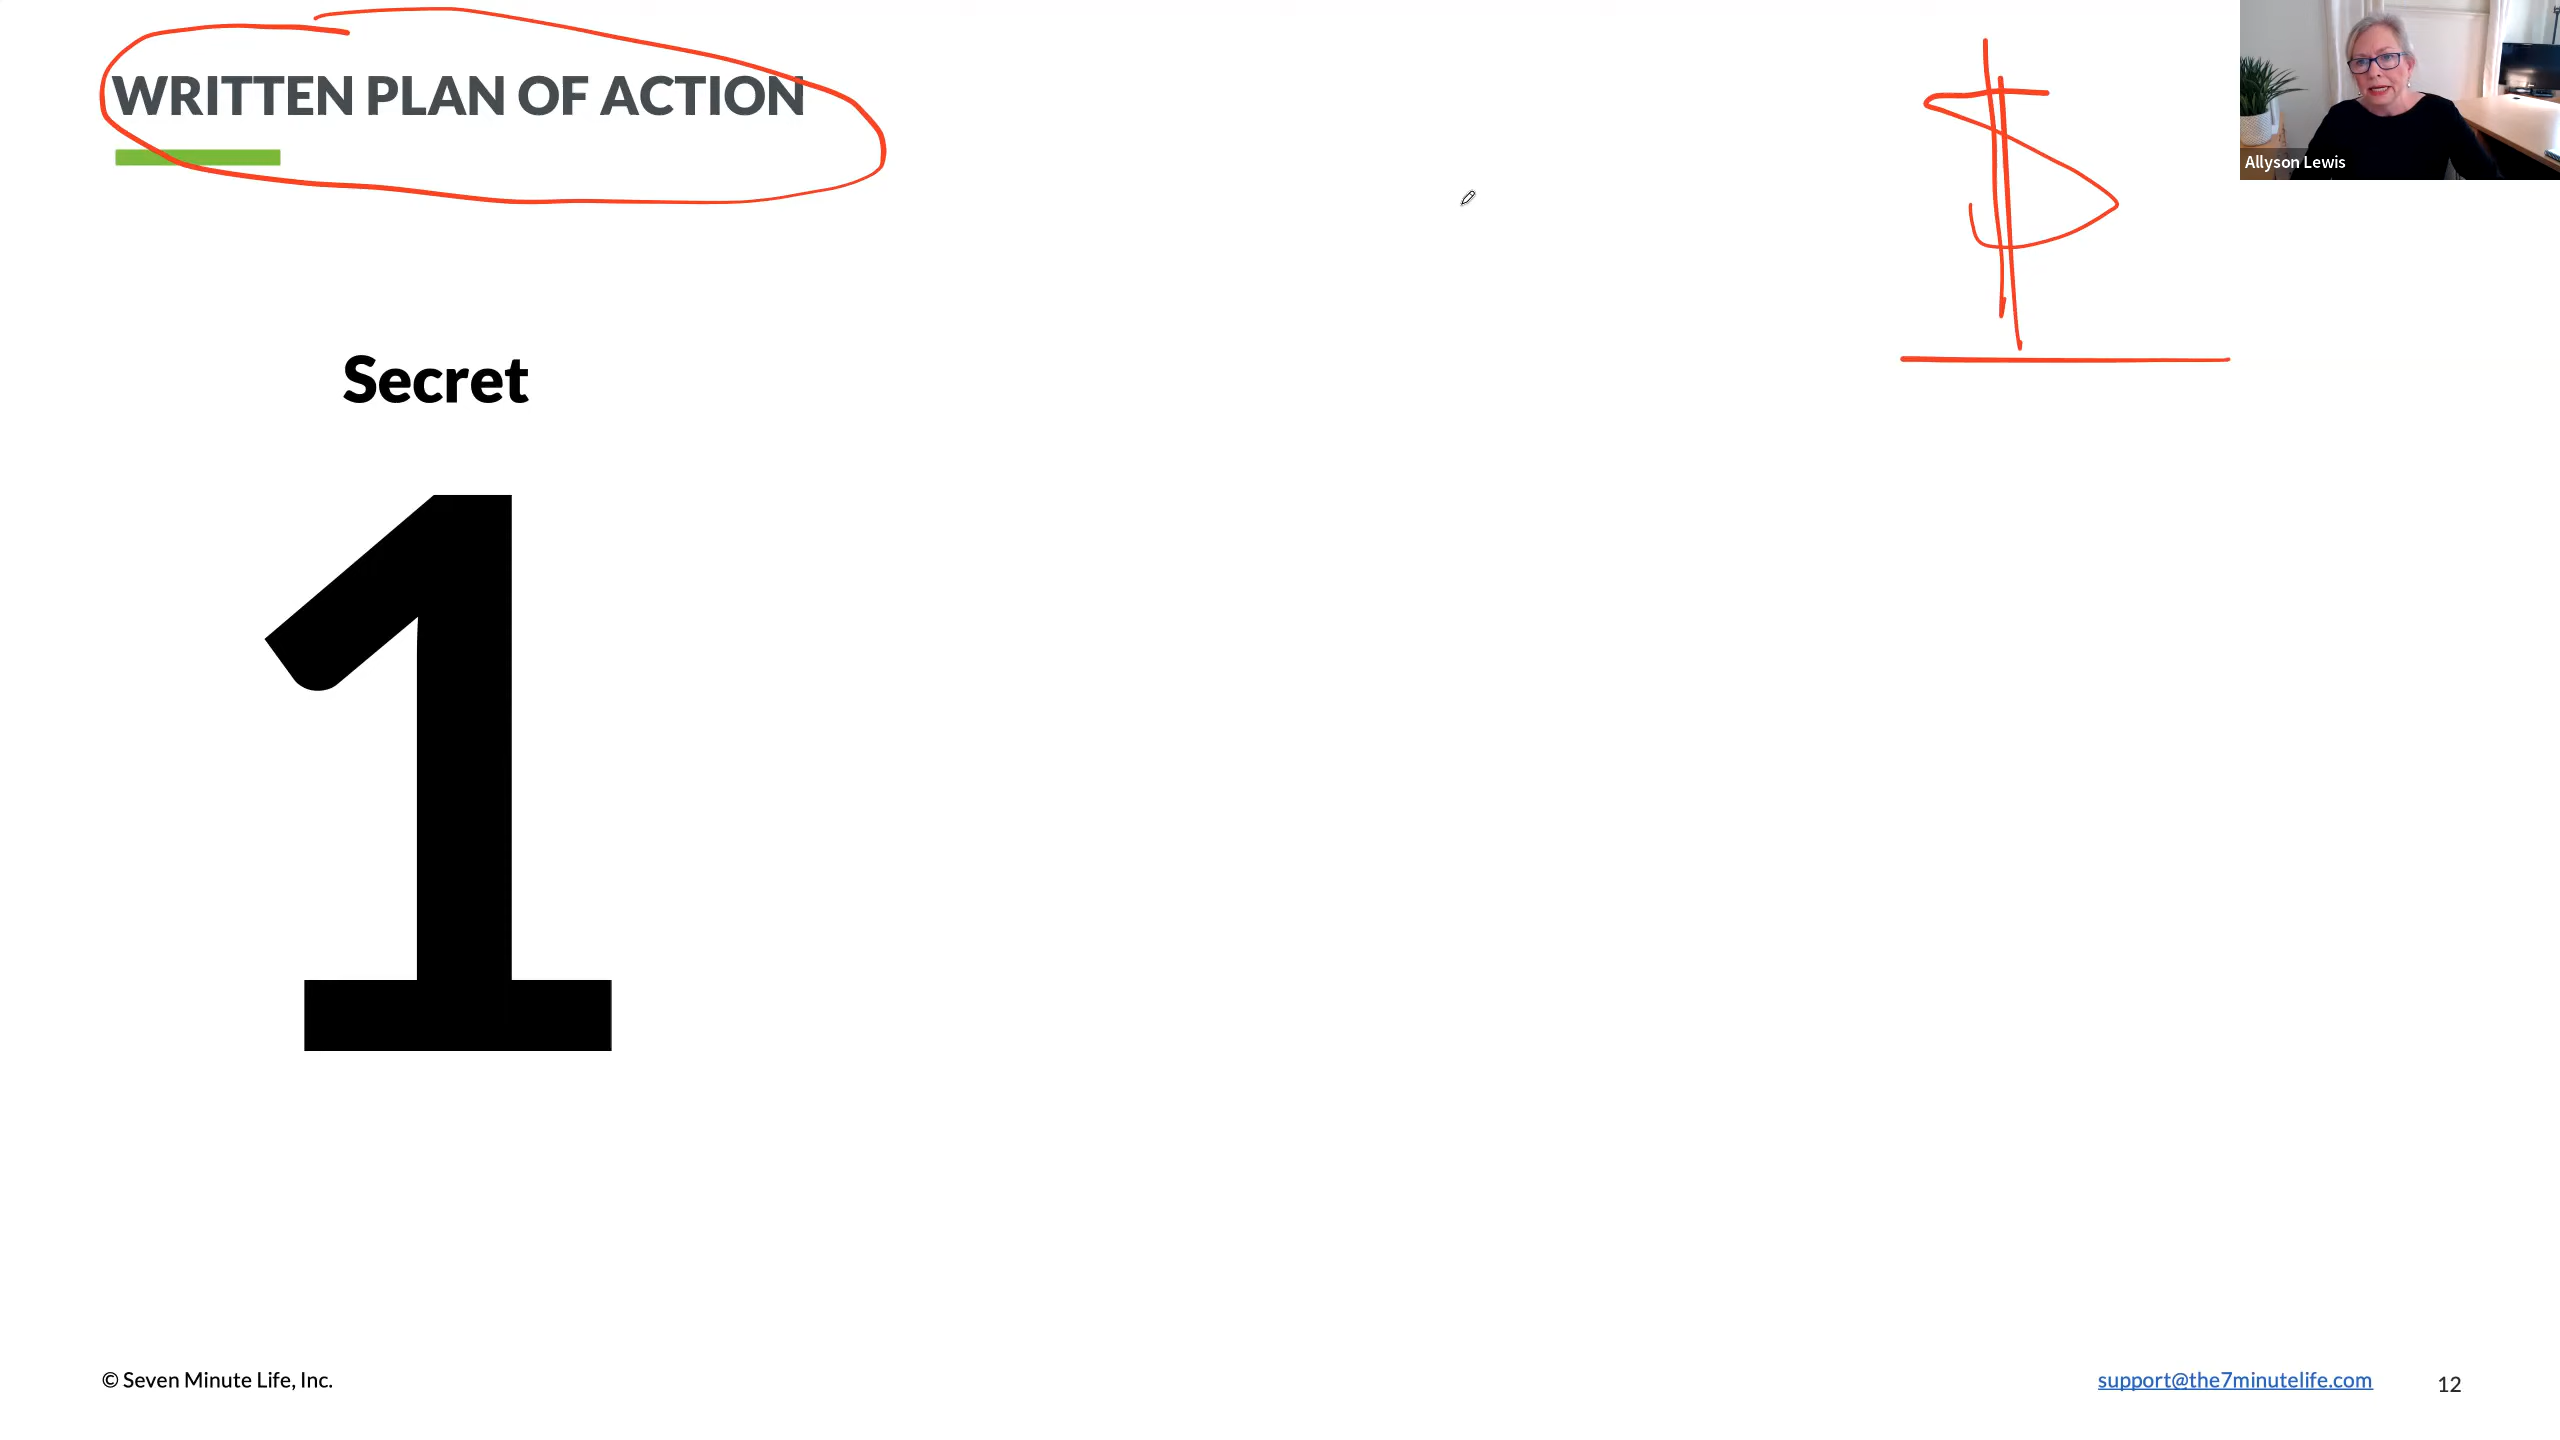 WRITTEN PLAN OF ACTION
$
Allyson Lewis
Secret
1
© Seven Minute Life, Inc.
support@the7minutelife.com
12